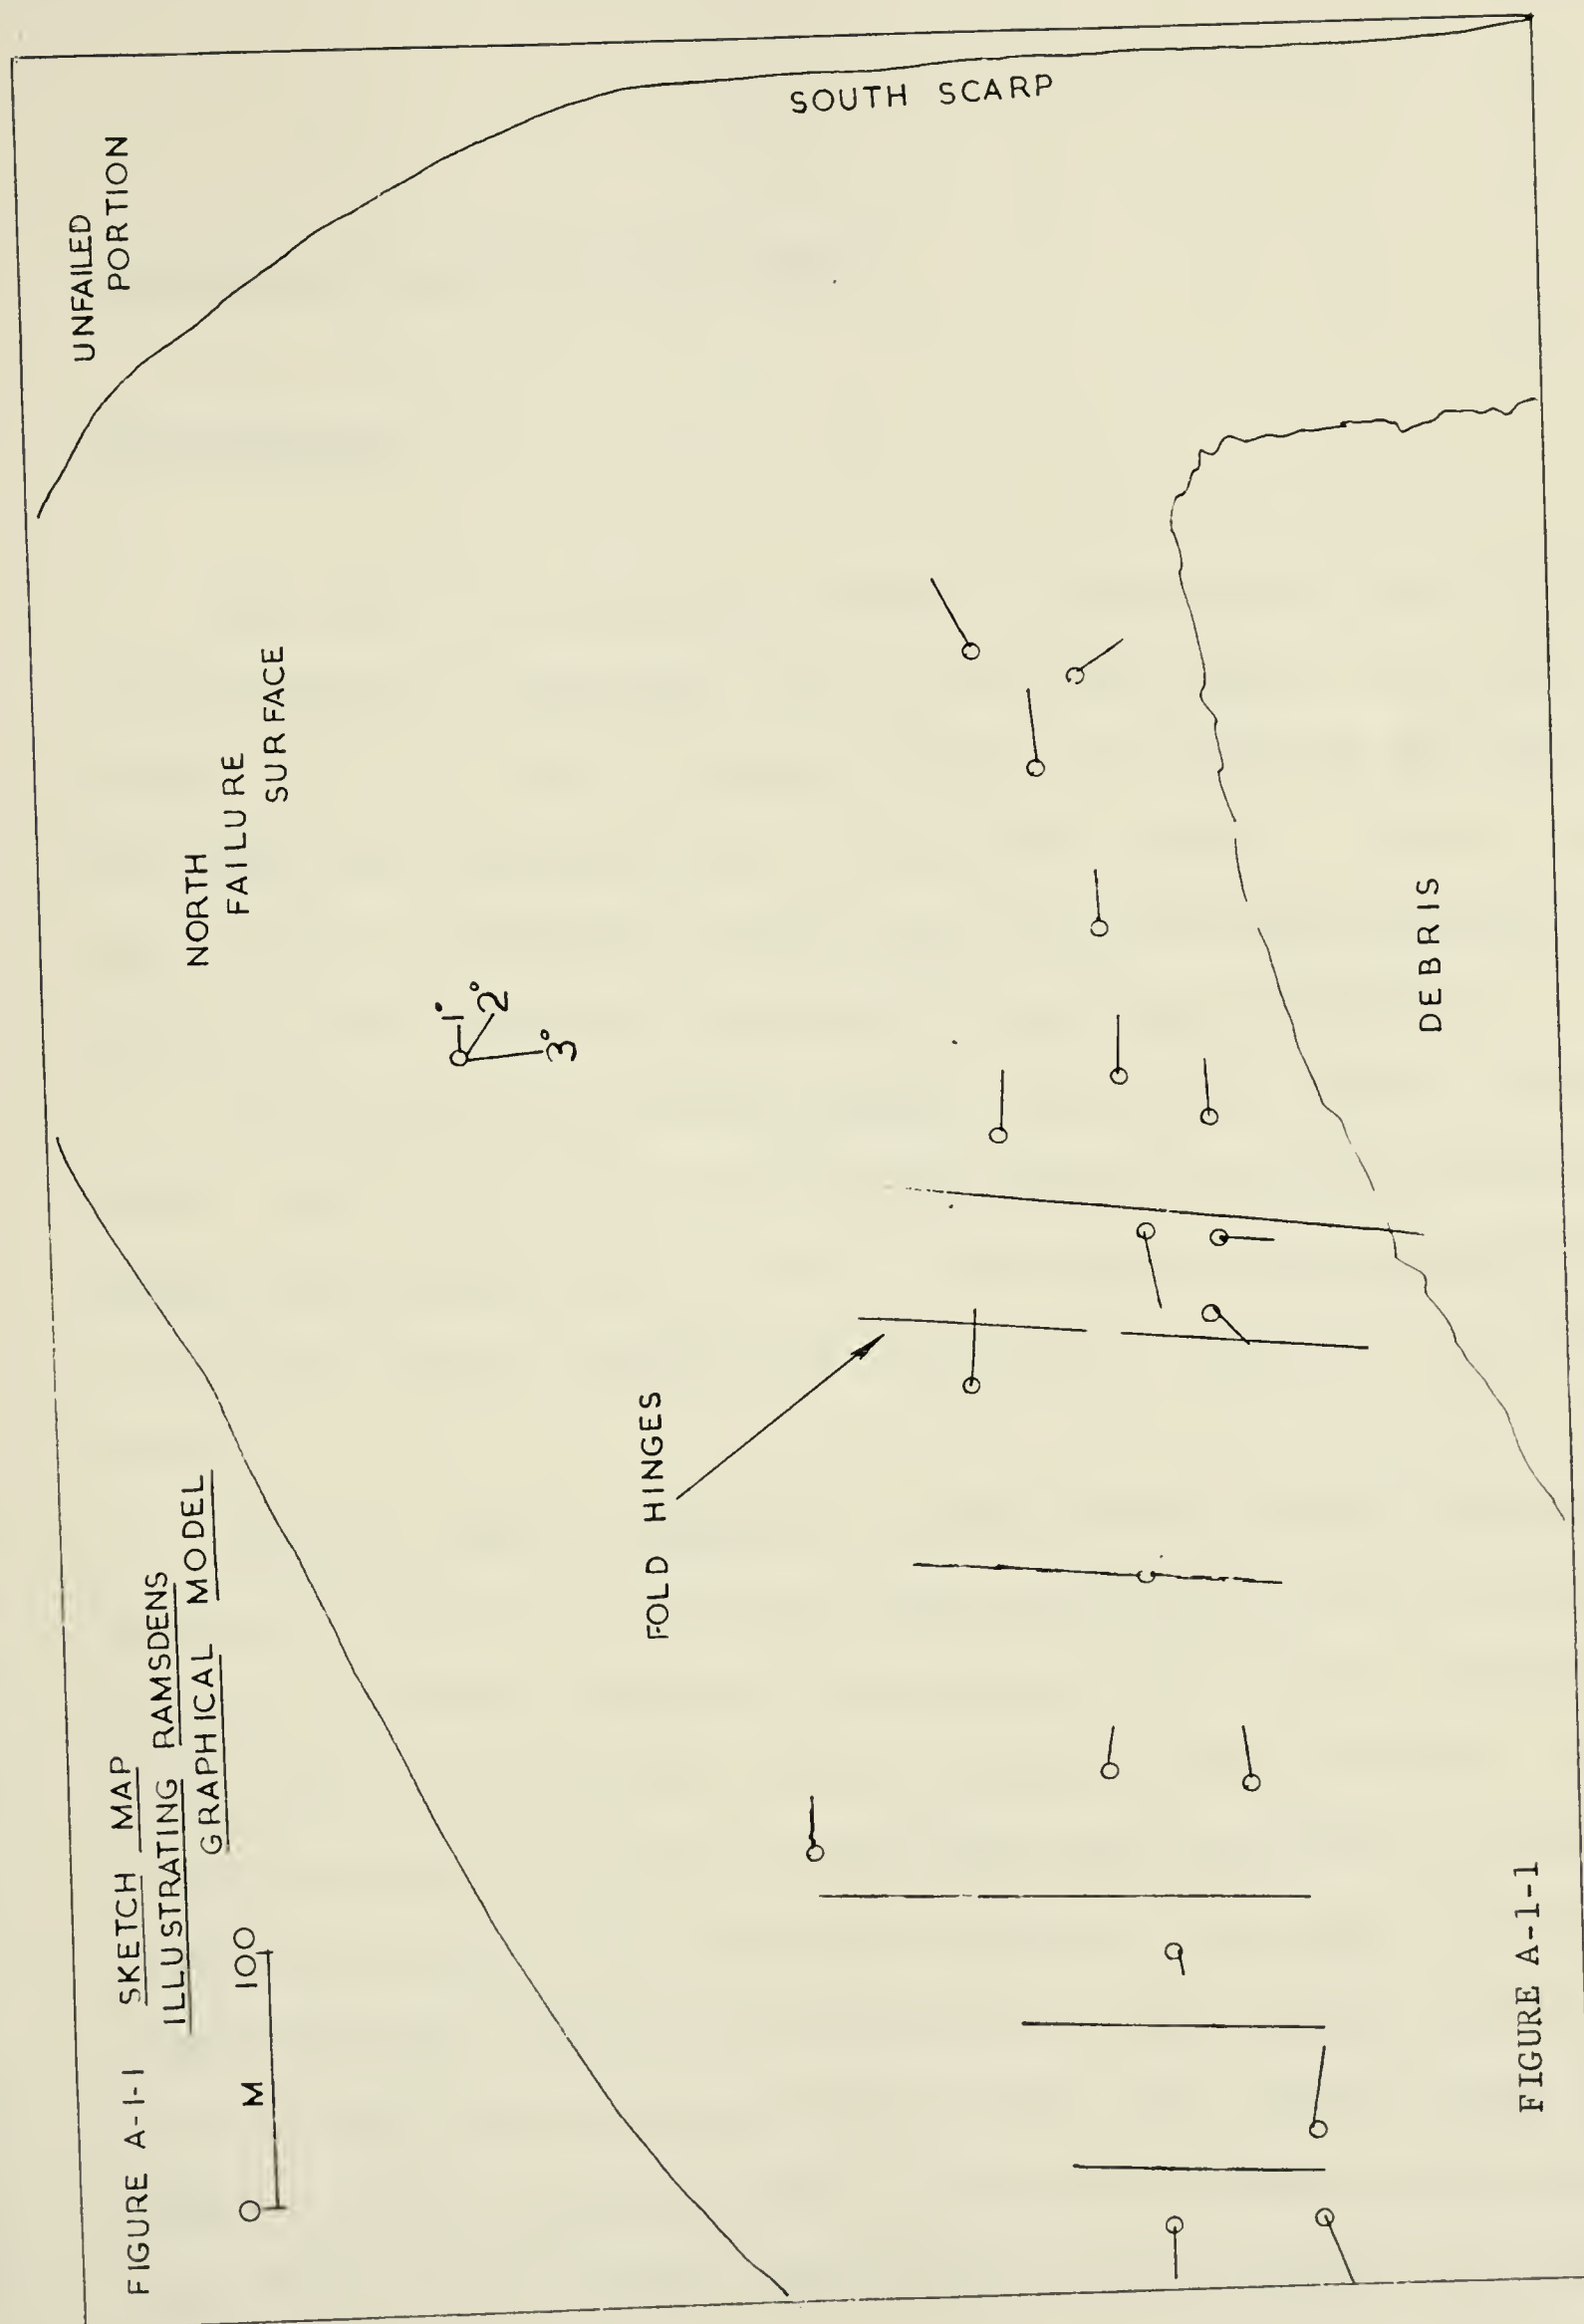 FIGURE A-1-1 SKETCH MAP
ILLUSTRATING RAMSDENS
GRAPHICAL MODEL
0 M 100
NORTH
FAILURE
SURFACE
UNFAILED
PORTION
1°
2°
3°
FOLD HINGES
SOUTH SCARP
DEBRIS
FIGURE A-1-1